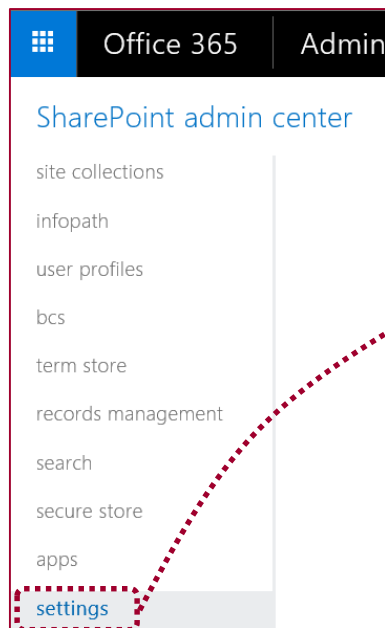 Office 365 Admin
SharePoint admin center
site collections
infopath
user profiles
bcs
term store
records management
search
secure store
apps
settings